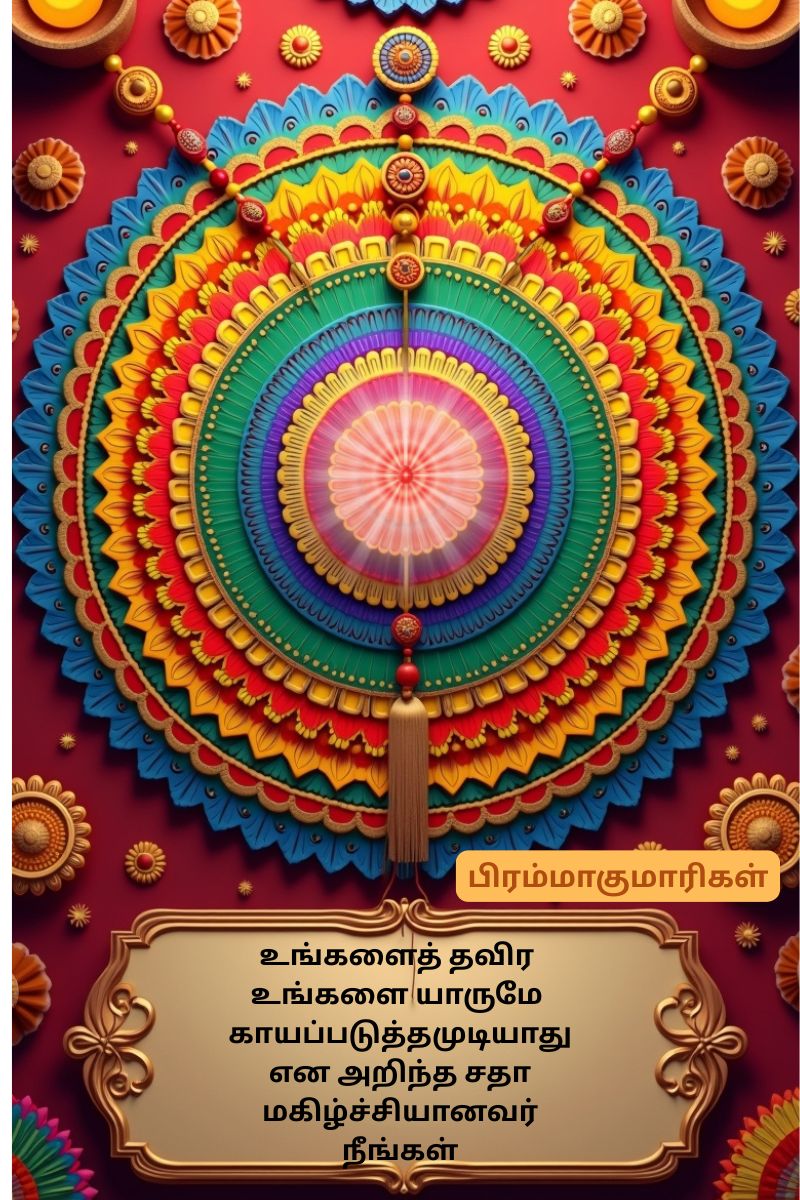 பிரம்மாகுமாரிகள்
உங்களைத் தவிர
உங்களை யாருமே
காயப்படுத்தமுடியாது
என அறிந்த சதா
மகிழ்ச்சியானவர்
நீங்கள்